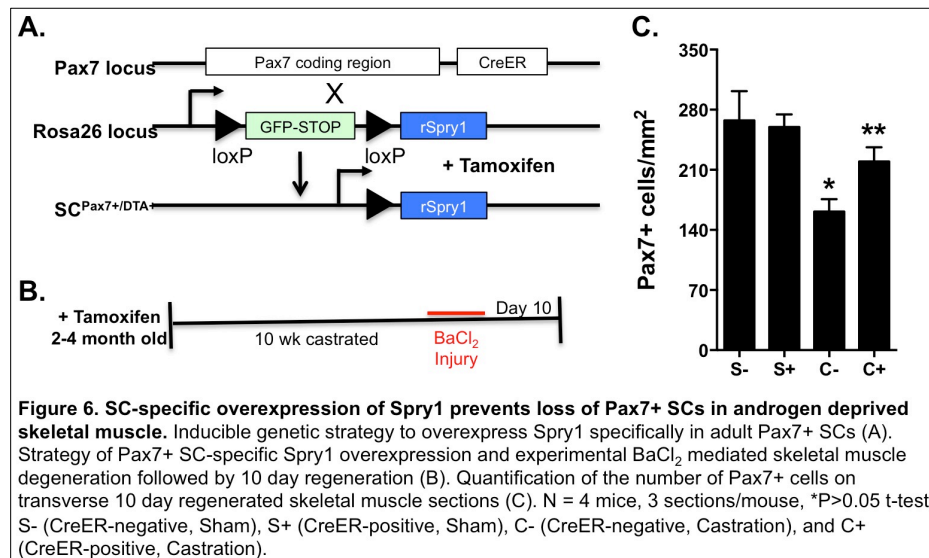 A.
Pax7 locus
Pax7 coding region
CreER
X
Rosa26 locus
GFP-STOP
rSpry1
loxP
loxP
+ Tamoxifen
SCPax7+/DTA+
rSpry1
B.
+ Tamoxifen
2-4 month old
10 wk castrated
BaCl2
Injury
Day 10
C.
Pax7+ cells/mm2
350
280
210
140
70
0
*
**
S-
S+
C-
C+
Figure 6. SC-specific overexpression of Spry1 prevents loss of Pax7+ SCs in androgen deprived
skeletal muscle. Inducible genetic strategy to overexpress Spry1 specifically in adult Pax7+ SCs (A).
Strategy of Pax7+ SC-specific Spry1 overexpression and experimental BaCl2 mediated skeletal muscle
degeneration followed by 10 day regeneration (B). Quantification of the number of Pax7+ cells on
transverse 10 day regenerated skeletal muscle sections (C). N = 4 mice, 3 sections/mouse, *P>0.05 t-test
S- (CreER-negative, Sham), S+ (CreER-positive, Sham), C- (CreER-negative, Castration), and C+
(CreER-positive, Castration).